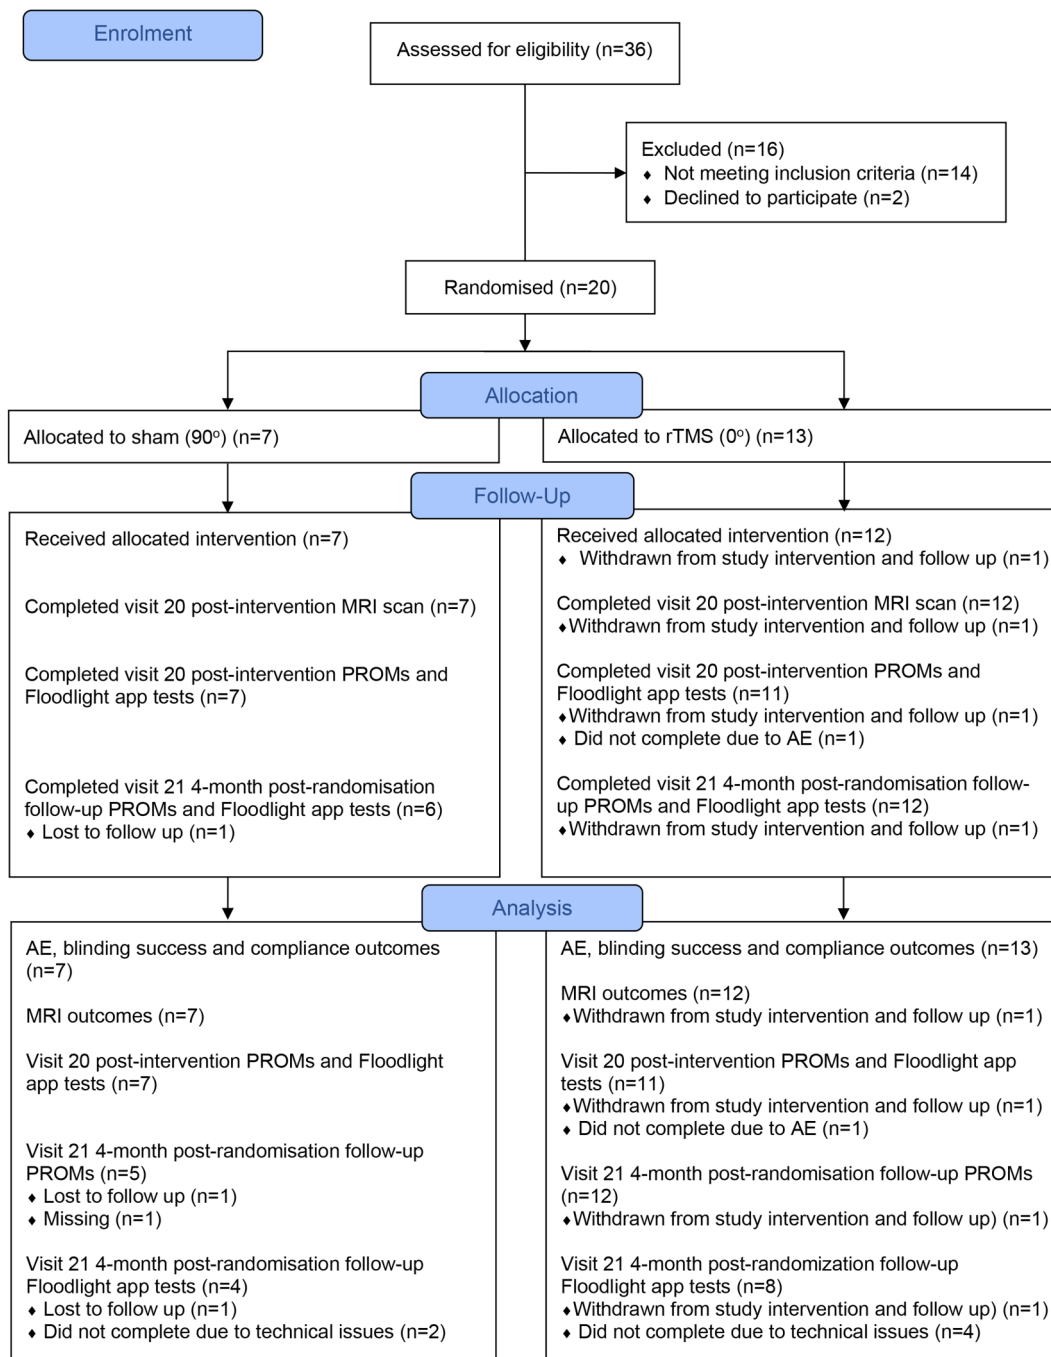 Enrolment
Assessed for eligibility (n=36)
Excluded (n=16)
♦ Not meeting inclusion criteria (n=14)
♦ Declined to participate (n=2)
Randomised (n=20)
Allocation
Allocated to sham (90º) (n=7)
Allocated to rTMS (0º) (n=13)
Follow-Up
Received allocated intervention (n=7)
Completed visit 20 post-intervention MRI scan (n=7)
Completed visit 20 post-intervention PROMs and
Floodlight app tests (n=7)
Completed visit 21 4-month post-randomisation
follow-up PROMs and Floodlight app tests (n=6)
♦ Lost to follow up (n=1)
Received allocated intervention (n=12)
♦ Withdrawn from study intervention and follow up (n=1)
Completed visit 20 post-intervention MRI scan (n=12)
♦Withdrawn from study intervention and follow up (n=1)
Completed visit 20 post-intervention PROMs and
Floodlight app tests (n=11)
♦Withdrawn from study intervention and follow up (n=1)
♦ Did not complete due to AE (n=1)
Completed visit 21 4-month post-randomisation follow-
up PROMs and Floodlight app tests (n=12)
♦Withdrawn from study intervention and follow up (n=1)
Analysis
AE, blinding success and compliance outcomes
(n=7)
MRI outcomes (n=7)
Visit 20 post-intervention PROMs and Floodlight
app tests (n=7)
Visit 21 4-month post-randomisation follow-up
PROMs (n=5)
♦ Lost to follow up (n=1)
♦ Missing (n=1)
Visit 21 4-month post-randomisation follow-up
Floodlight app tests (n=4)
♦ Lost to follow up (n=1)
♦ Did not complete due to technical issues (n=2)
AE, blinding success and compliance outcomes (n=13)
MRI outcomes (n=12)
♦Withdrawn from study intervention and follow up (n=1)
Visit 20 post-intervention PROMs and Floodlight app
tests (n=11)
♦Withdrawn from study intervention and follow up (n=1)
♦ Did not complete due to AE (n=1)
Visit 21 4-month post-randomisation follow-up PROMs
(n=12)
♦Withdrawn from study intervention and follow up) (n=1)
Visit 21 4-month post-randomization follow-up
Floodlight app tests (n=8)
♦Withdrawn from study intervention and follow up) (n=1)
♦ Did not complete due to technical issues (n=4)